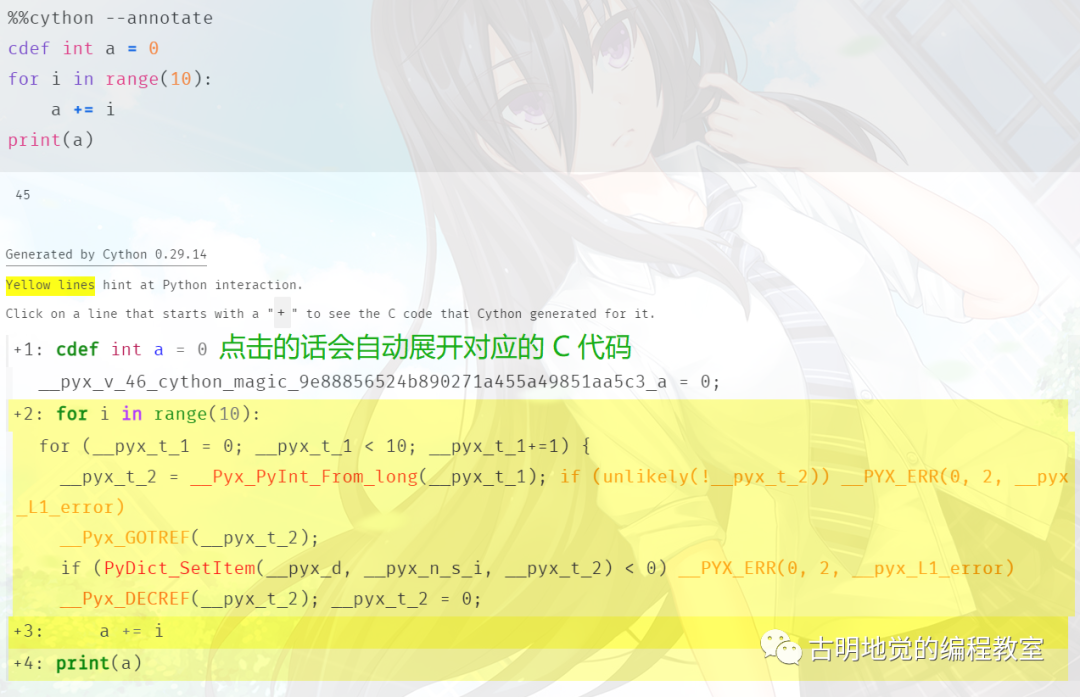 %%cython --annotate
cdef int a = 0
for i in range(10):
    a += i
print(a)
45
Generated by Cython 0.29.14
Yellow lines hint at Python interaction.
Click on a line that starts with a "+" to see the C code that Cython generated for it.
+1: cdef int a = 0 点击的话会自动展开对应的 C 代码
__pyx_v_46_cython_magic_9e88856524b890271a455a49851aa5c3_a = 0;
+2: for i in range(10):
for (__pyx_t_1 = 0; __pyx_t_1 < 10; __pyx_t_1+=1) {
__pyx_t_2 = __Pyx_PyInt_From_long(__pyx_t_1); if (unlikely(!__pyx_t_2)) __PYX_ERR(0, 2, __pyx
_L1_error)
__Pyx_GOTREF(__pyx_t_2);
if (PyDict_SetItem(__pyx_d, __pyx_n_s_i, __pyx_t_2) < 0) __PYX_ERR(0, 2, __pyx_L1_error)
__Pyx_DECREF(__pyx_t_2); __pyx_t_2 = 0;
+3:     a += i
+4: print(a)
古明地觉的编程教室